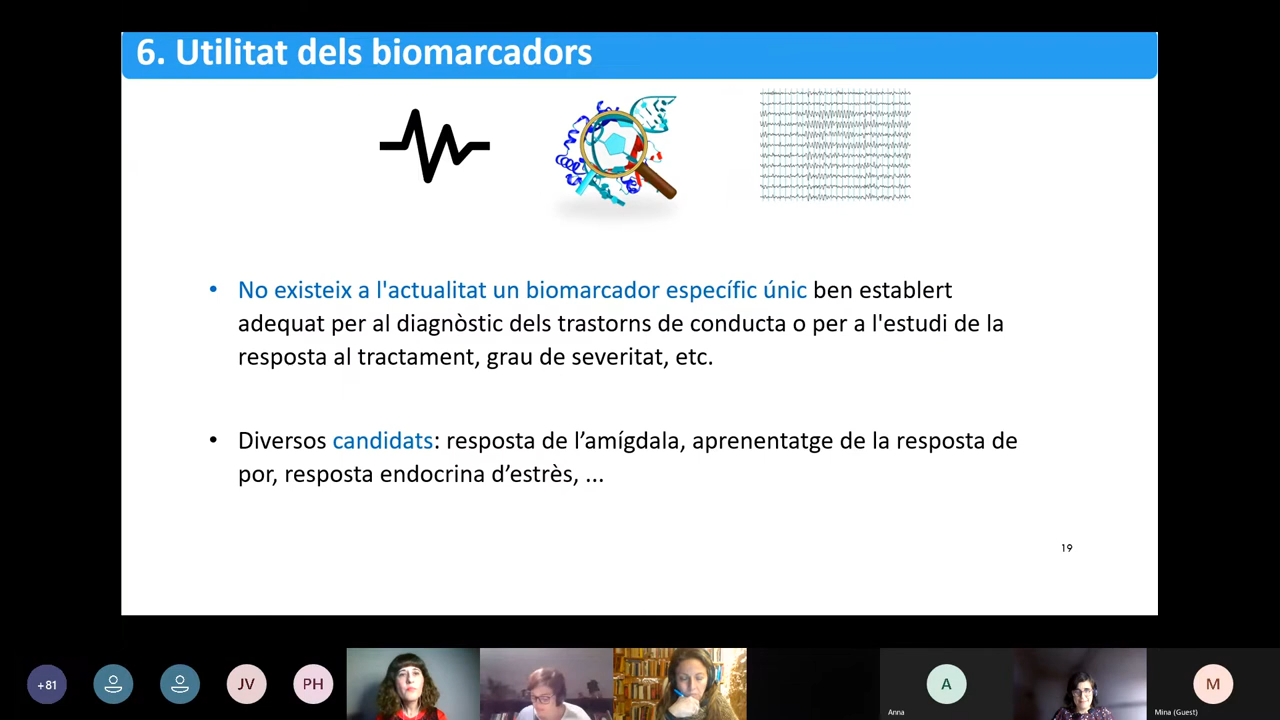 6. Utilitat dels biomarcadors
• No existeix a l'actualitat un biomarcador específic únic ben establert
adequat per al diagnòstic dels trastorns de conducta o per a l'estudi de la
resposta al tractament, grau de severitat, etc.
• Diversos candidats: resposta de l’amígdala, aprenentatge de la resposta de
por, resposta endocrina d’estrès, ...
19
+81
JV
PH
A
Anna
M
Mina (Guest)